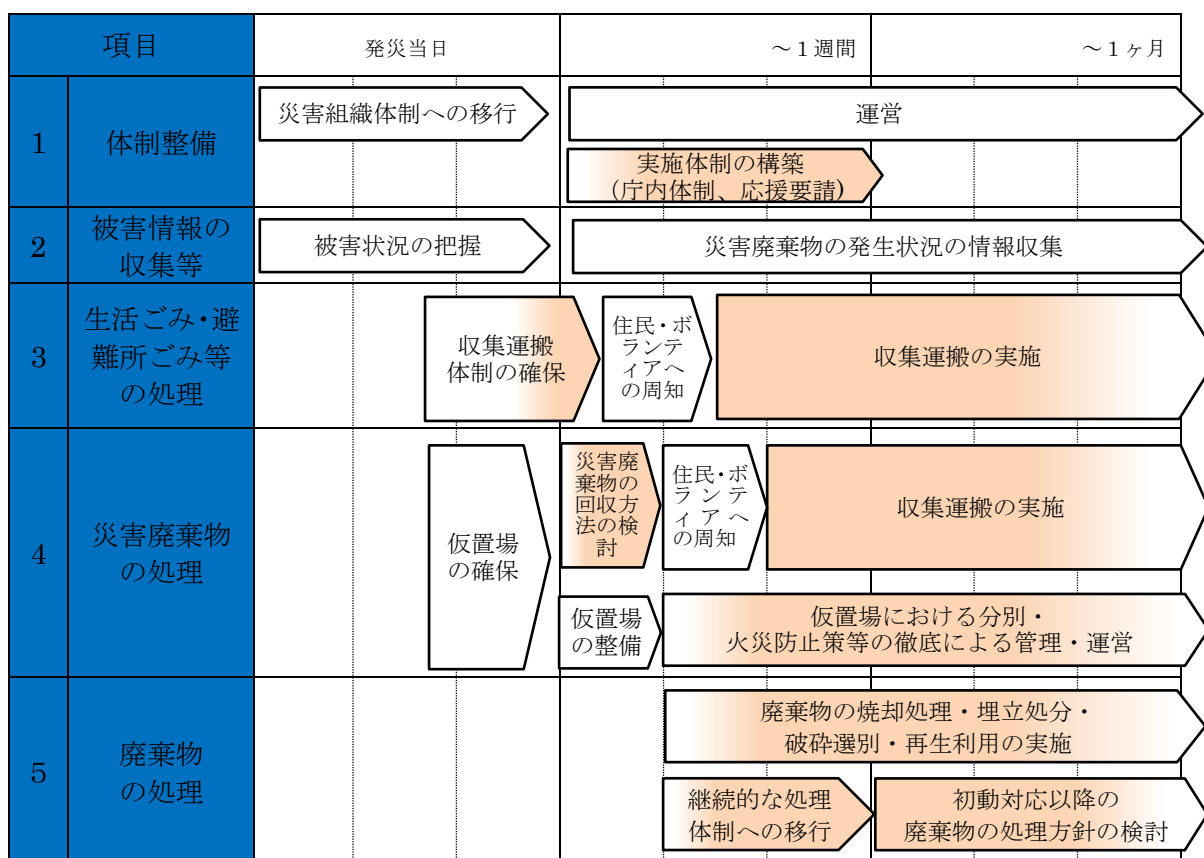 項目
発災当日
～１週間
～１ヶ月
1
体制整備
災害組織体制への移行
運営
実施体制の構築
(庁内体制、応援要請)
2
被害情報の
収集等
被害状況の把握
災害廃棄物の発生状況の情報収集
3
生活ごみ・避
難所ごみ等
の処理
収集運搬
体制の確保
住民・ボ
ランテ
ィアへ
の周知
収集運搬の実施
4
災害廃棄物
の処理
仮置場
の確保
災害廃
棄物の
回収方
法の検
討
住民・ボ
ランテ
ィアへ
の周知
収集運搬の実施
仮置場
の整備
仮置場における分別・
火災防止策等の徹底による管理・運営
5
廃棄物
の処理
廃棄物の焼却処理・埋立処分・
破砕選別・再生利用の実施
継続的な処理
体制への移行
初動対応以降の
廃棄物の処理方針の検討